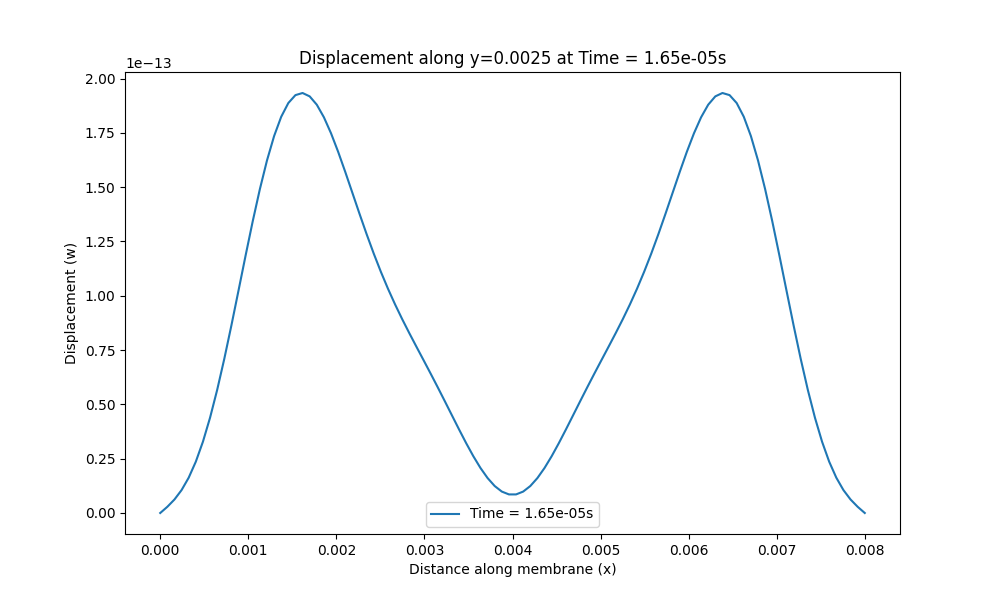 Displacement along y=0.0025 at Time = 1.65e-05s
1e−13
2.00
1.75
1.50
1.25
1.00
0.75
0.50
0.25
0.00
Displacement (w)
Time = 1.65e-05s
0.000 0.001 0.002 0.003 0.004 0.005 0.006 0.007 0.008
Distance along membrane (x)